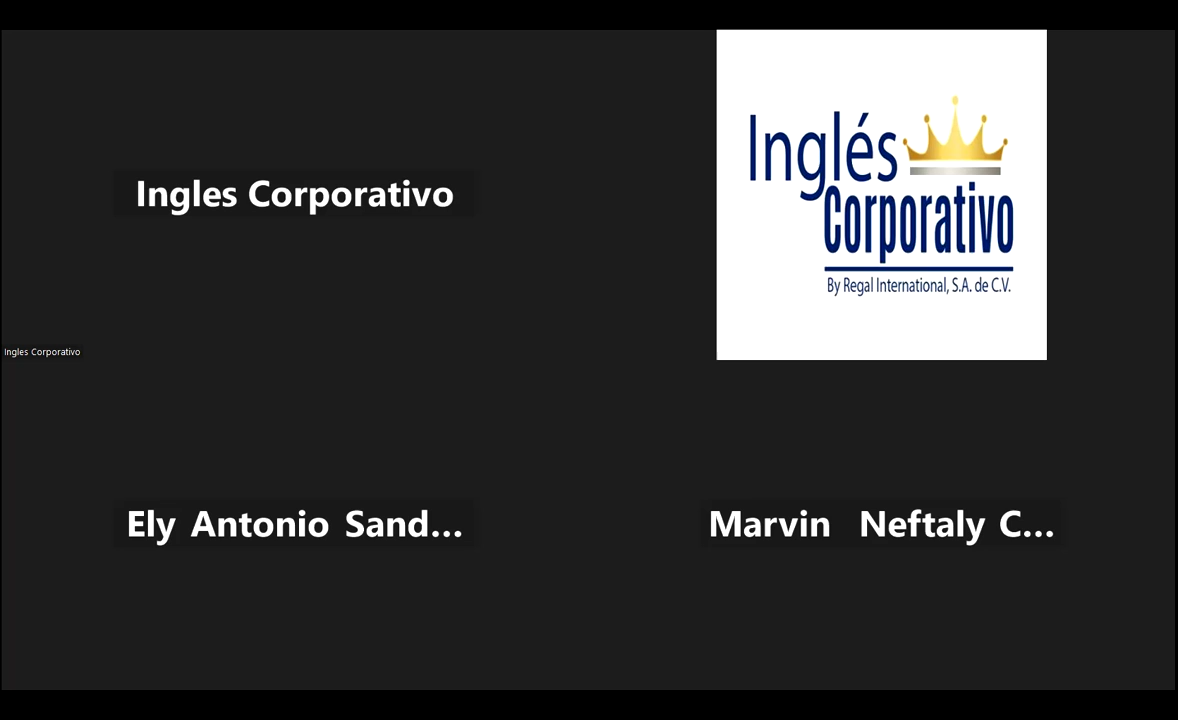 Ingles Corporativo
Inglés
Corporativo
By Regal International, S.A. de C.V.
Ingles Corporativo
Ely Antonio Sand...
Marvin Neftaly C...